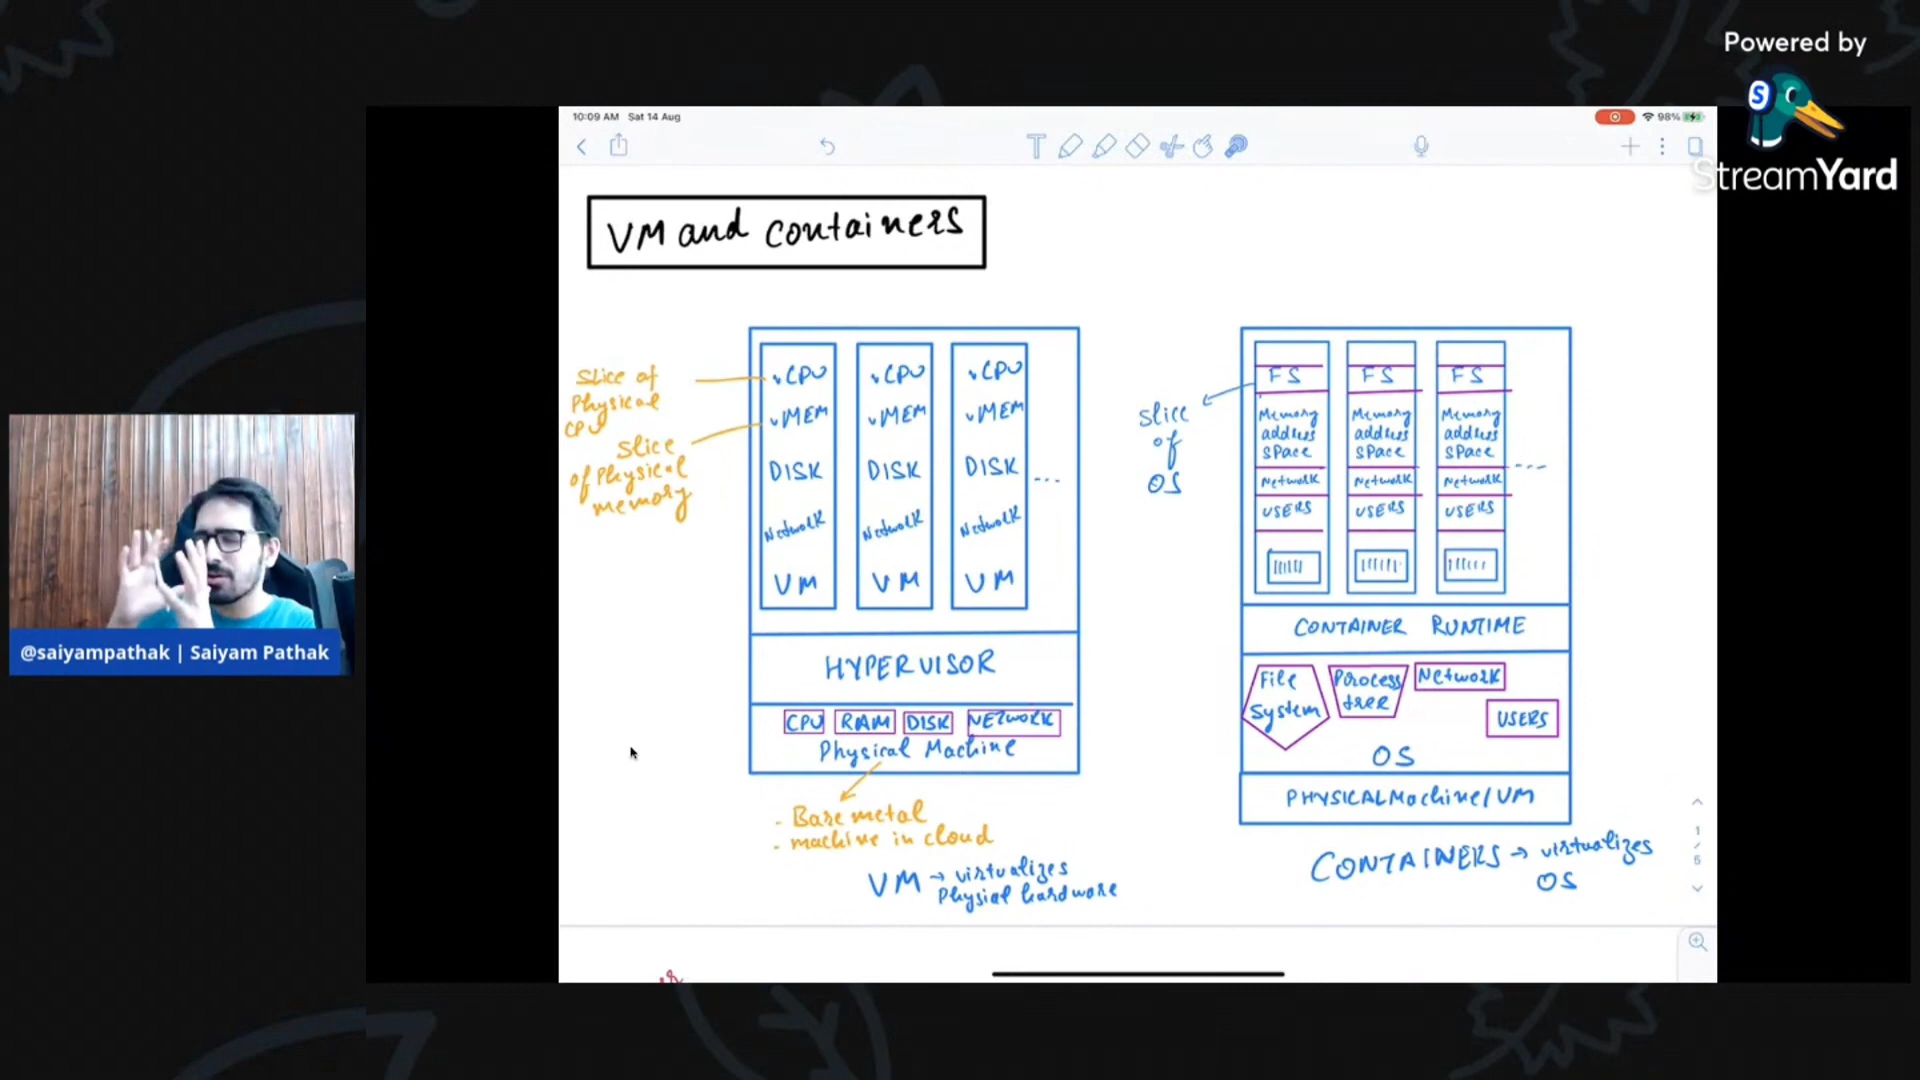 Powered by
StreamYard
10:09 AM Sat 14 Aug
98%
VM and containers
Slice of
Physical
CPU
Slice
of Physical
memory
vCPU vCPU vCPU
vMEM vMEM vMEM
DISK DISK DISK
...
Network Network Network
VM VM VM
HYPERVISOR
CPU RAM DISK NETWORK
Physical Machine
- Bare metal
- machine in cloud
VM → virtualizes
Physial hardware
slice
of
OS
FS FS FS
Memory Memory Memory
address address address
SPace SPace SPace
...
Network Network Network
USERS USERS USERS
CONTAINER RUNTIME
File
System
Process
tree
Network
USERS
OS
PHYSICAL Machine/VM
CONTAINERS → virtualizes
OS
1
/
5
@saiyampathak | Saiyam Pathak